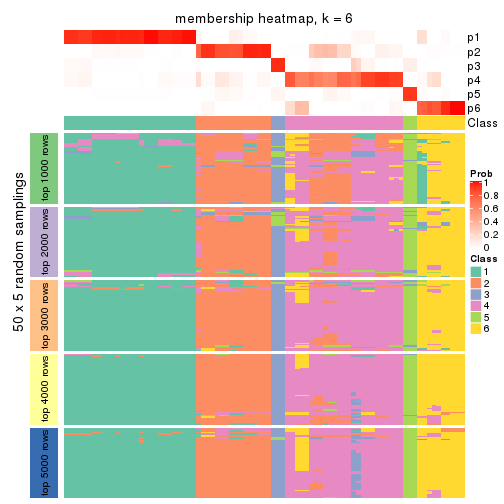 membership heatmap, k = 6
p1
p2
p3
p4
p5
p6
Class
50 x 5 random samplings
top 1000 rows
top 2000 rows
top 3000 rows
top 4000 rows
top 5000 rows
Prob
1
0.8
0.6
0.4
0.2
0
Class
1
2
3
4
5
6